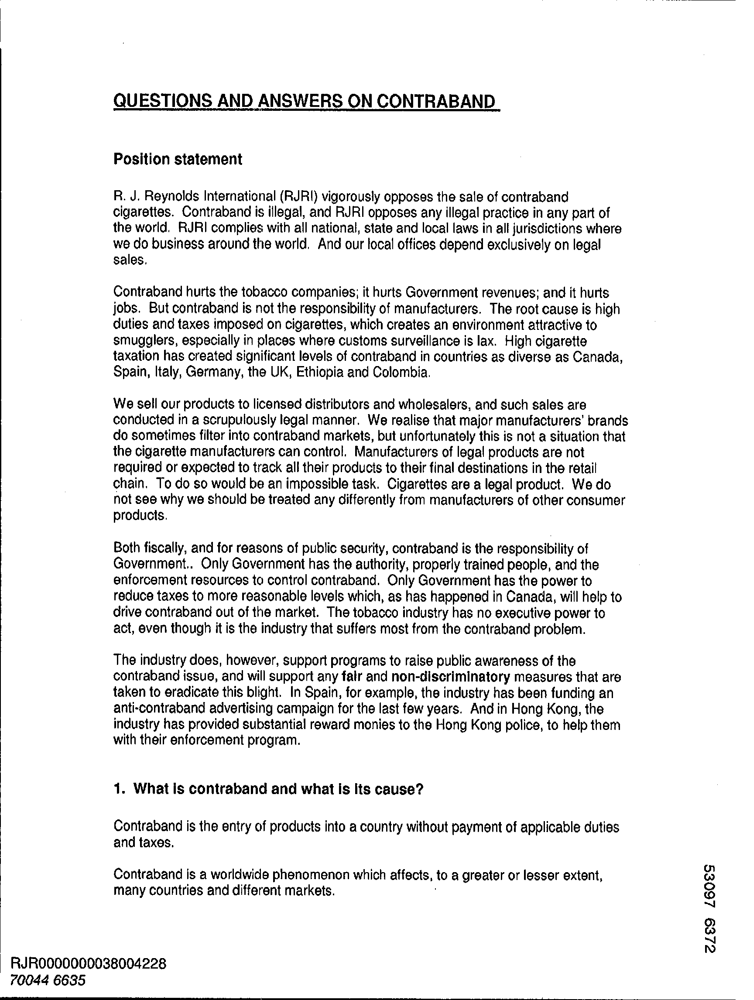 QUESTIONS AND ANSWERS ON CONTRABAND
Position statement
R. J. Reynolds International (RJRI) vigorously opposes the sale of contraband
cigarettes. Contraband is illegal, and RJRI opposes any illegal practice in any part of
the world. RJRI complies with all national, state and local laws in all jurisdictions where
we do business around the world. And our local offices depend exclusively on legal
sales.
Contraband hurts the tobacco companies; it hurts Government revenues; and it hurts
jobs. But contraband is not the responsibility of manufacturers. The root cause is high
duties and taxes imposed on cigarettes, which creates an environment attractive to
smugglers, especially in places where customs surveillance is lax. High cigarette
taxation has created significant levels of contraband in countries as diverse as Canada,
Spain, Italy, Germany, the UK, Ethiopia and Colombia.
We sell our products to licensed distributors and wholesalers, and such sales are
conducted in a scrupulously legal manner. We realise that major manufacturers' brands
do sometimes filter into contraband markets, but unfortunately this is not a situation that
the cigarette manufacturers can control. Manufacturers of legal products are not
required or expected to track all their products to their final destinations in the retail
chain. To do so would be an impossible task. Cigarettes are a legal product. We do
not see why we should be treated any differently from manufacturers of other consumer
products.
Both fiscally, and for reasons of public security, contraband is the responsibility of
Government.. Only Government has the authority, properly trained people, and the
enforcement resources to control contraband. Only Government has the power to
reduce taxes to more reasonable levels which, as has happened in Canada, will help to
drive contraband out of the market. The tobacco industry has no executive power to
act, even though it is the industry that suffers most from the contraband problem.
The industry does, however, support programs to raise public awareness of the
contraband issue, and will support any fair and non-discriminatory measures that are
taken to eradicate this blight. In Spain, for example, the industry has been funding an
anti-contraband advertising campaign for the last few years. And in Hong Kong, the
industry has provided substantial reward monies to the Hong Kong police, to help them
with their enforcement program.
1. What is contraband and what is its cause?
Contraband is the entry of products into a country without payment of applicable duties
and taxes.
Contraband is a worldwide phenomenon which affects, to a greater or lesser extent,
many countries and different markets.
53097 6372
RJR0000000038004228
70044 6635